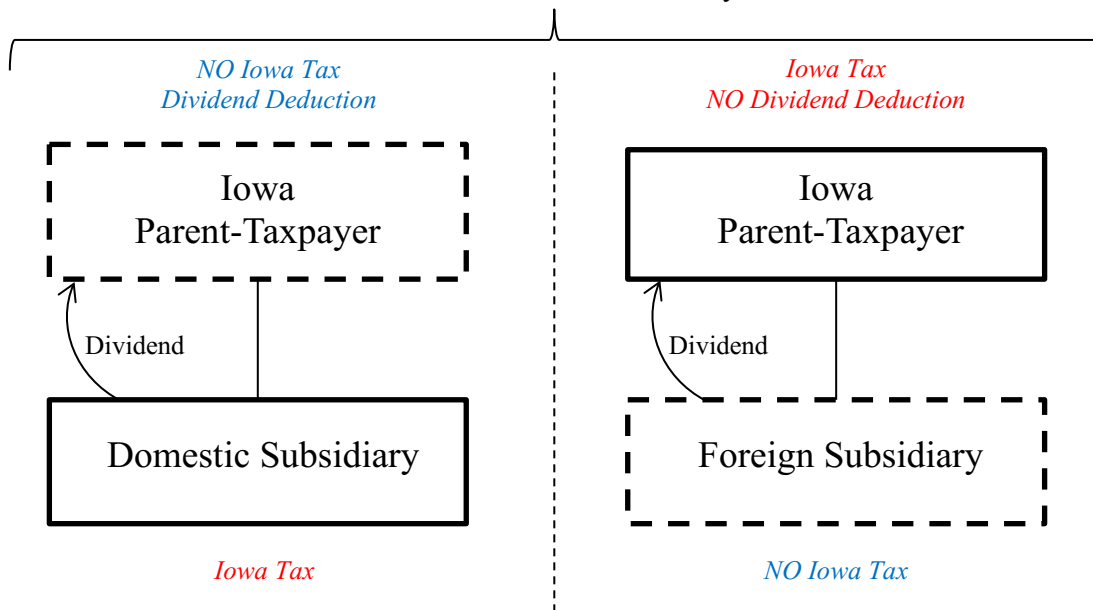 NO Iowa Tax
Dividend Deduction
Iowa
Parent-Taxpayer
Dividend
Domestic Subsidiary
Iowa Tax
Iowa Tax
NO Dividend Deduction
Iowa
Parent-Taxpayer
Dividend
Foreign Subsidiary
NO Iowa Tax